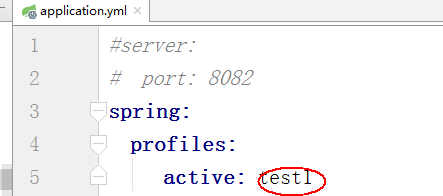 application.yml
1 #server:
2 #  port: 8082
3 spring:
4   profiles:
5     active: test1